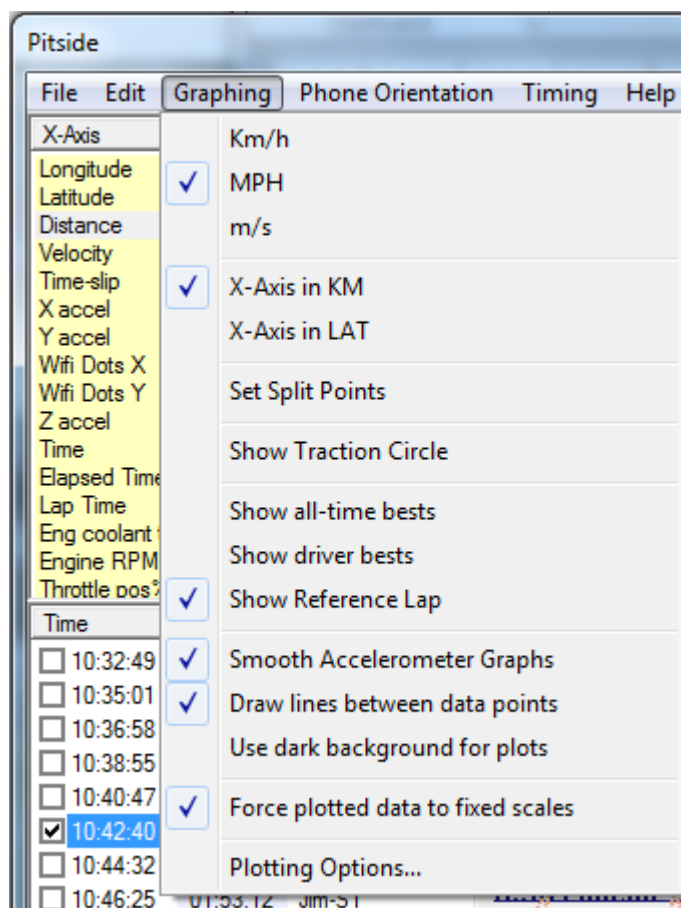 Pitside
File Edit Graphing Phone Orientation Timing Help
X-Axis
Longitude
Latitude
Distance
Velocity
Time-slip
X accel
Y accel
Wifi Dots X
Wifi Dots Y
Z accel
Time
Elapsed Time
Lap Time
Eng coolant
Engine RPM
Throttle pos%
Km/h
MPH
m/s
X-Axis in KM
X-Axis in LAT
Set Split Points
Show Traction Circle
Show all-time bests
Show driver bests
Show Reference Lap
Smooth Accelerometer Graphs
Draw lines between data points
Use dark background for plots
Force plotted data to fixed scales
Plotting Options...
Time
10:32:49
10:35:01
10:36:58
10:38:55
10:40:47
10:42:40
10:44:32
10:46:25 01:53.12 Jim-ST